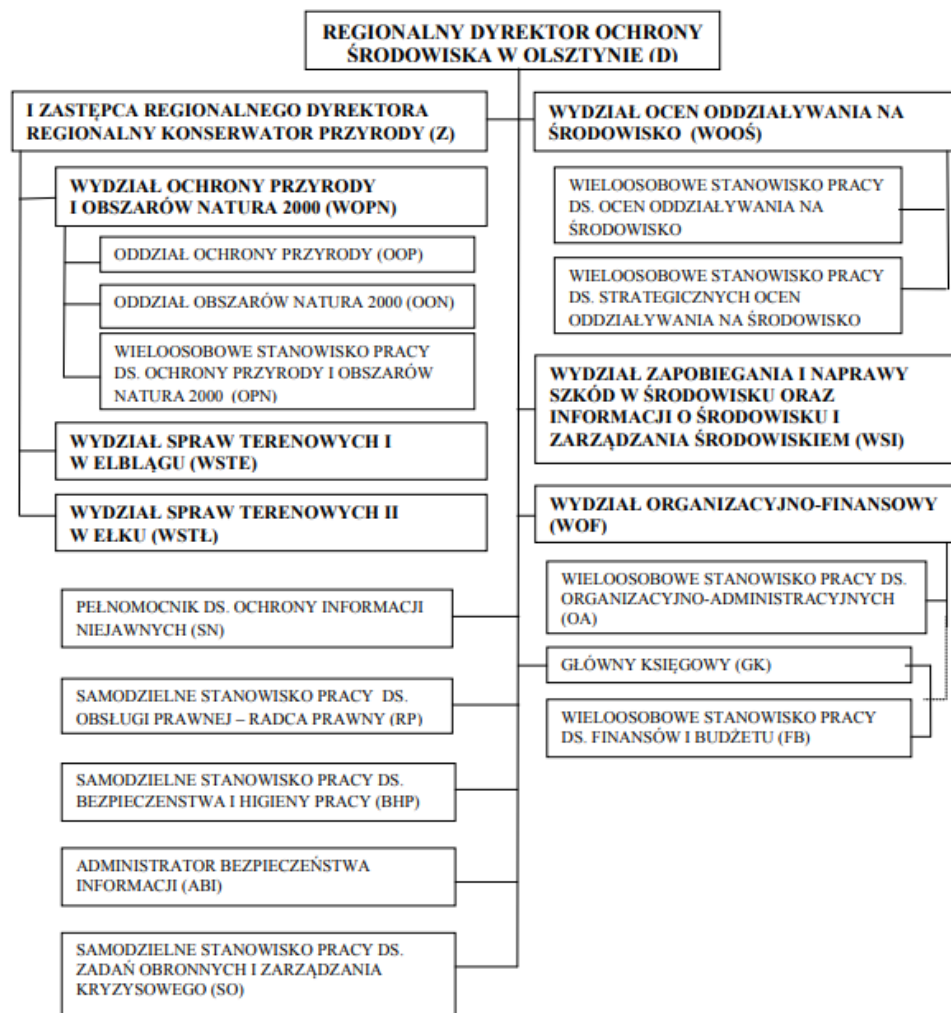 REGIONALNY DYREKTOR OCHRONY
ŚRODOWISKA W OLSZTYNIE (D)
I ZASTĘPCA REGIONALNEGO DYREKTORA
REGIONALNY KONSERWATOR PRZYRODY (Z)
WYDZIAŁ OCHRONY PRZYRODY
I OBSZARÓW NATURA 2000 (WOPN)
ODDZIAŁ OCHRONY PRZYRODY (OOP)
ODDZIAŁ OBSZARÓW NATURA 2000 (OON)
WIELOOSOBOWE STANOWISKO PRACY
DS. OCHRONY PRZYRODY I OBSZARÓW
NATURA 2000 (OPN)
WYDZIAŁ SPRAW TERENOWYCH I
W ELBLĄGU (WSTE)
WYDZIAŁ SPRAW TERENOWYCH II
W EŁKU (WSTŁ)
PEŁNOMOCNIK DS. OCHRONY INFORMACJI
NIEJAWNYCH (SN)
SAMODZIELNE STANOWISKO PRACY DS.
OBSŁUGI PRAWNEJ – RADCA PRAWNY (RP)
SAMODZIELNE STANOWISKO PRACY DS.
BEZPIECZENSTWA I HIGIENY PRACY (BHP)
ADMINISTRATOR BEZPIECZEŃSTWA
INFORMACJI (ABI)
SAMODZIELNE STANOWISKO PRACY DS.
ZADAŃ OBRONNYCH I ZARZĄDZANIA
KRYZYSOWEGO (SO)
WYDZIAŁ OCEN ODDZIAŁYWANIA NA
ŚRODOWISKO (WOOŚ)
WIELOOSOBOWE STANOWISKO PRACY
DS. OCEN ODDZIAŁYWANIA NA
ŚRODOWISKO
WIELOOSOBOWE STANOWISKO PRACY
DS. STRATEGICZNYCH OCEN
ODDZIAŁYWANIA NA ŚRODOWISKO
WYDZIAŁ ZAPOBIEGANIA I NAPRAWY
SZKÓD W ŚRODOWISKU ORAZ
INFORMACJI O ŚRODOWISKU I
ZARZĄDZANIA ŚRODOWISKIEM (WSI)
WYDZIAŁ ORGANIZACYJNO-FINANSOWY
(WOF)
WIELOOSOBOWE STANOWISKO PRACY DS.
ORGANIZACYJNO-ADMINISTRACYJNYCH
(OA)
GŁÓWNY KSIĘGOWY (GK)
WIELOOSOBOWE STANOWISKO PRACY
DS. FINANSÓW I BUDŻETU (FB)